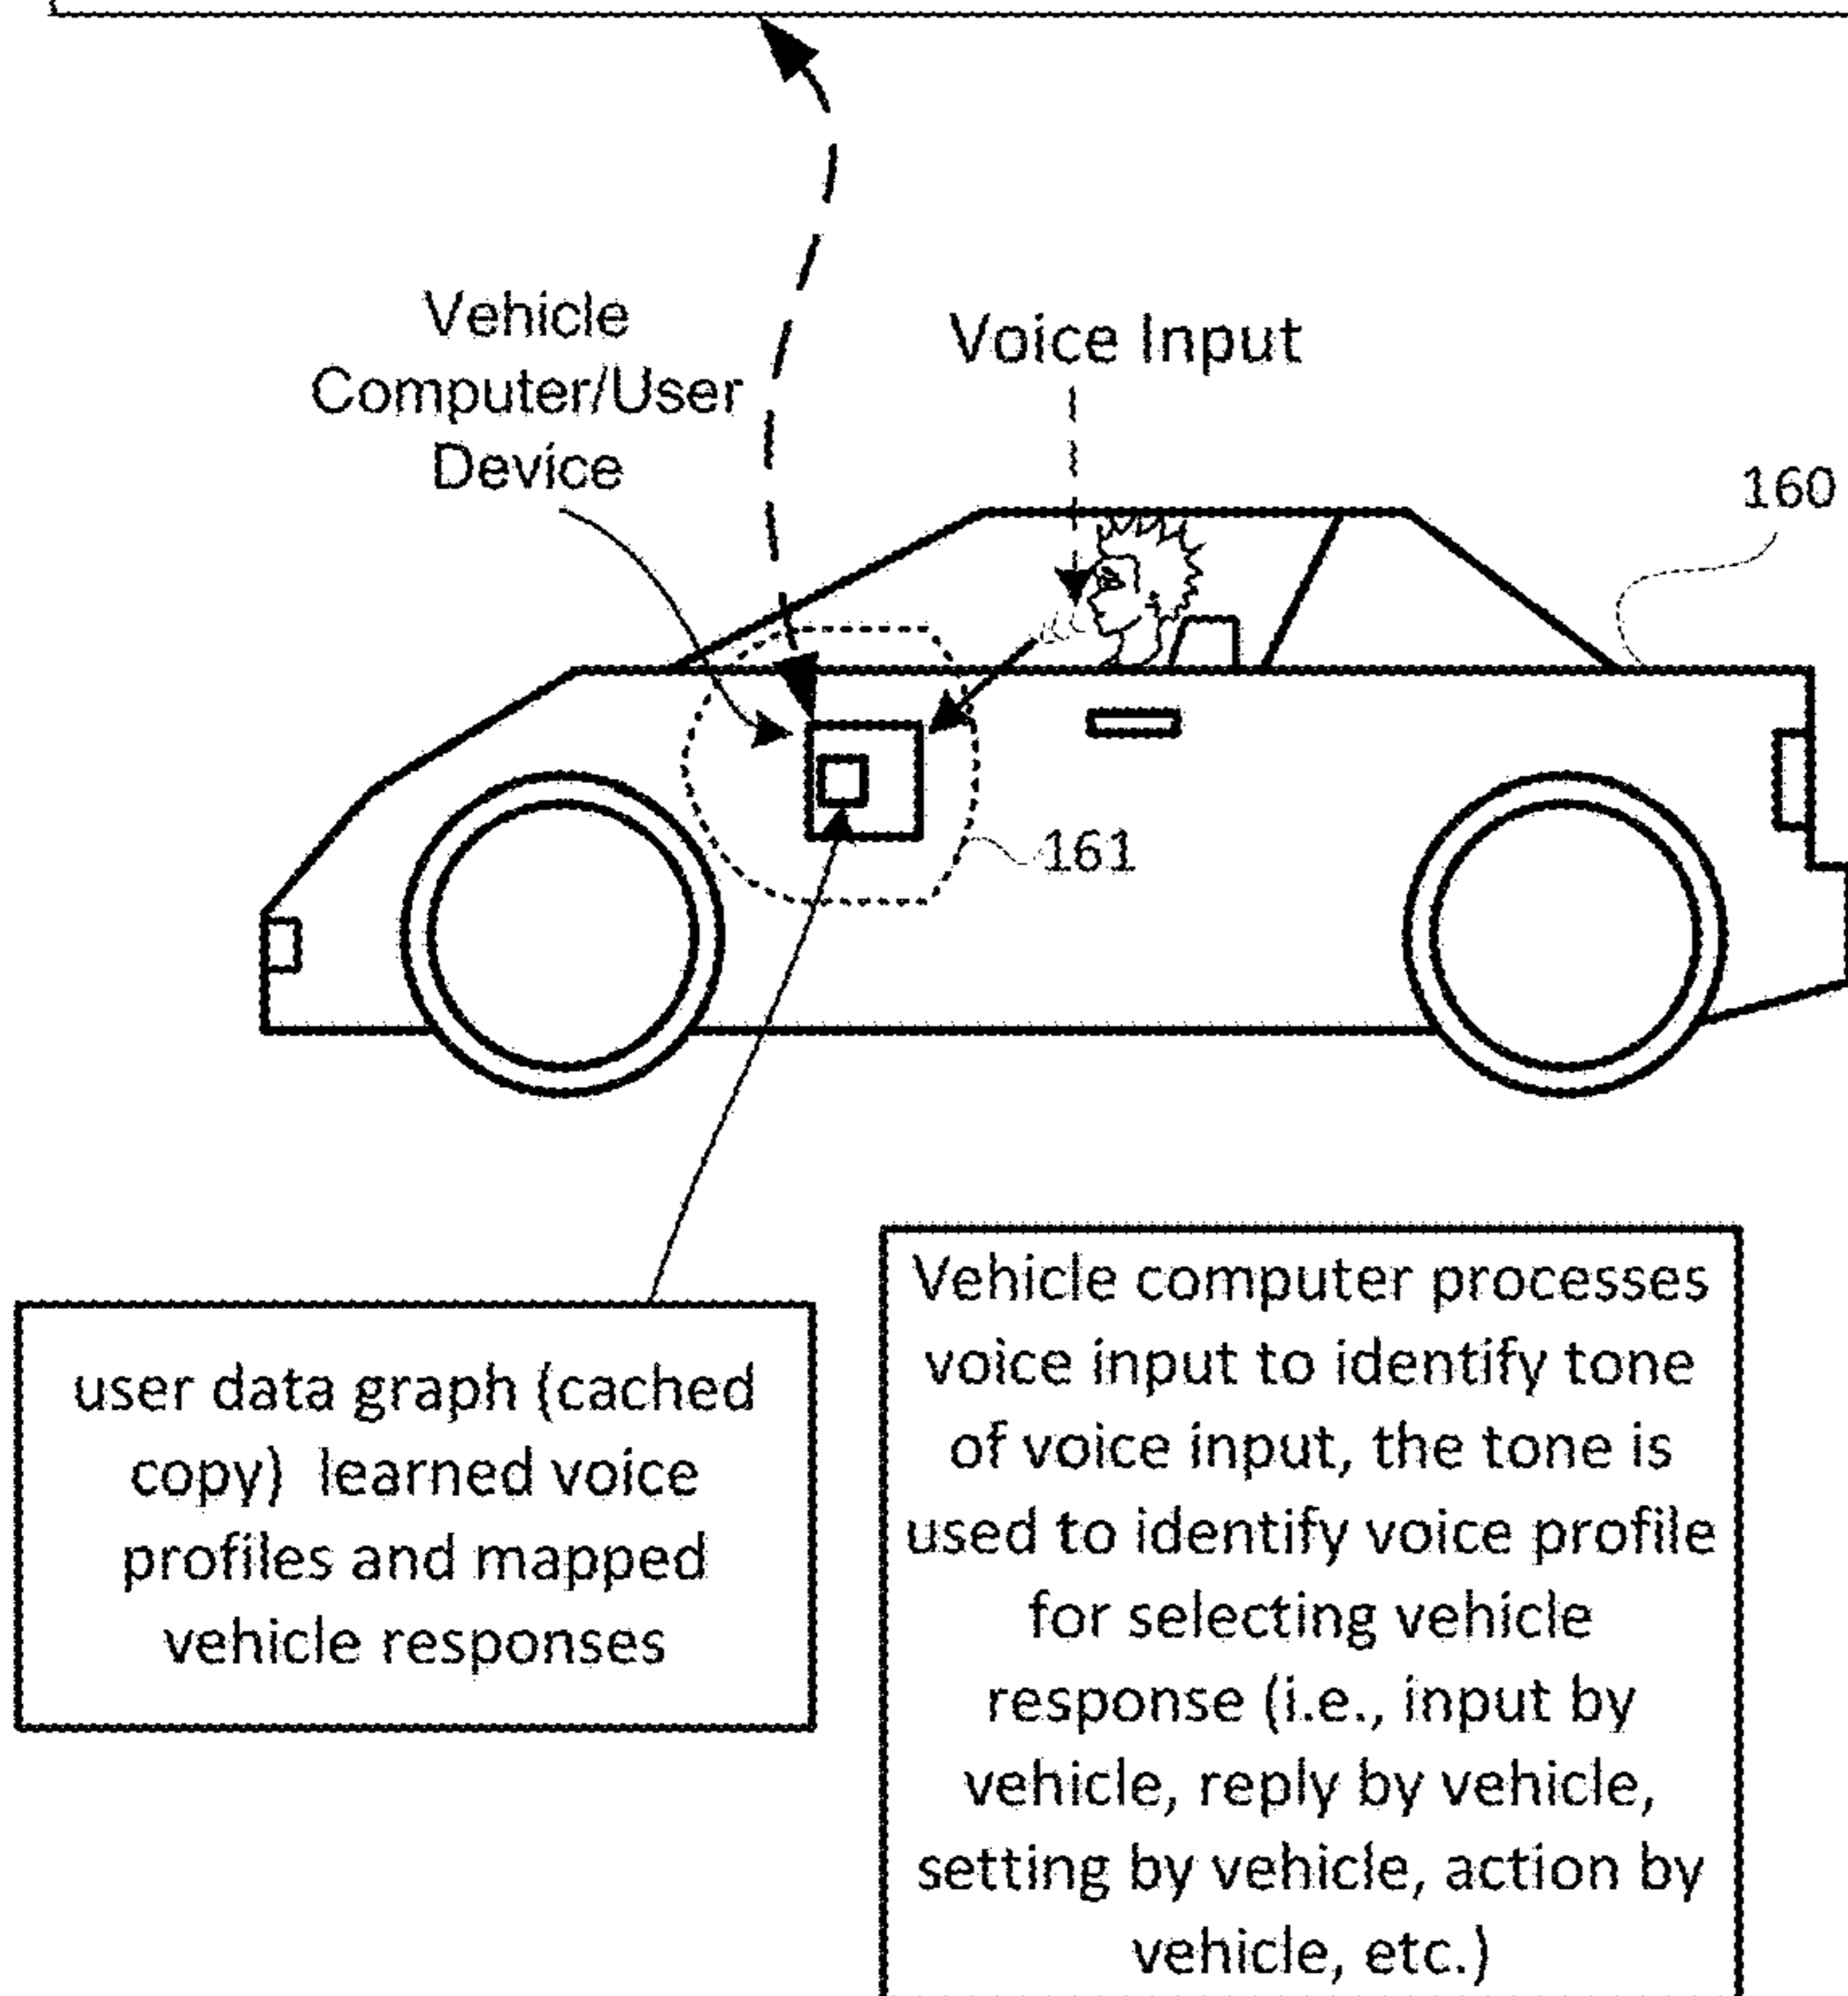 Vehicle
Computer/User
Device
Voice Input
160
161
user data graph (cached
copy)  learned voice
profiles and mapped
vehicle responses
Vehicle computer processes
voice input to identify tone
of voice input, the tone is
used to identify voice profile
for selecting vehicle
response (i.e., input by
vehicle, reply by vehicle,
setting by vehicle, action by
vehicle, etc.)